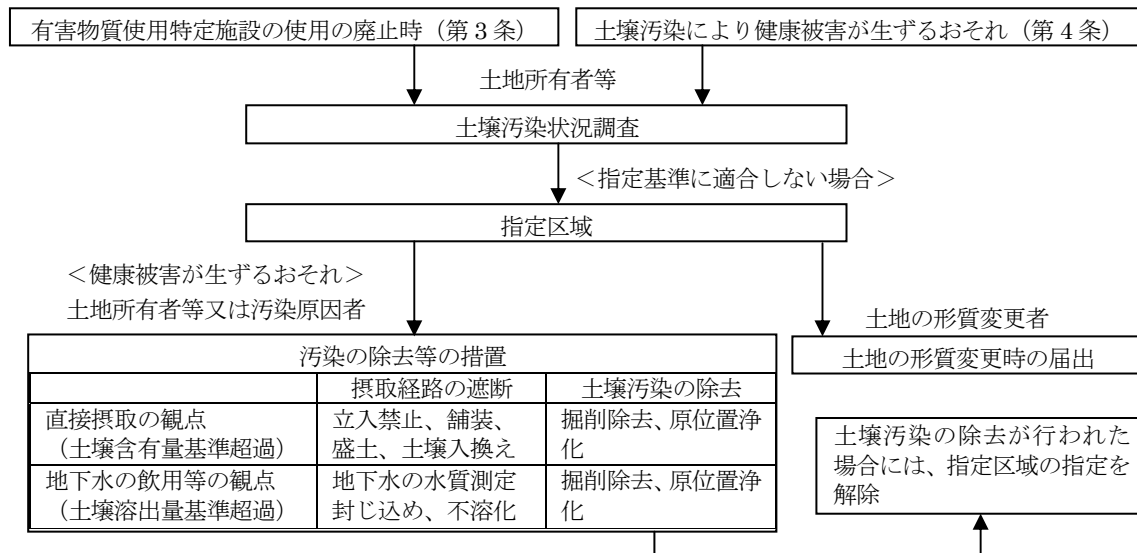 有害物質使用特定施設の使用の廃止時（第３条）
土壌汚染により健康被害が生ずるおそれ（第４条）
土地所有者等
土壌汚染状況調査
＜指定基準に適合しない場合＞
指定区域
＜健康被害が生ずるおそれ＞
土地所有者等又は汚染原因者
土地の形質変更者
土地の形質変更時の届出
汚染の除去等の措置
摂取経路の遮断
土壌汚染の除去
直接摂取の観点
（土壌含有量基準超過）
立入禁止、舗装、
盛土、土壌入換え
掘削除去、原位置浄
化
地下水の飲用等の観点
（土壌溶出量基準超過）
地下水の水質測定
封じ込め、不溶化
掘削除去、原位置浄
化
土壌汚染の除去が行われた
場合には、指定区域の指定を
解除